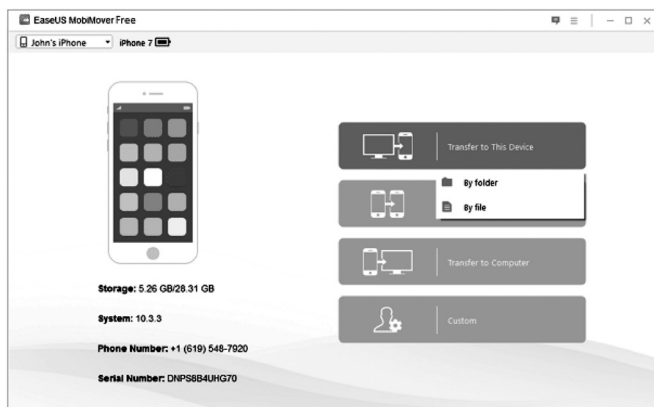 EaseUS MobiMover Free
John's iPhone iPhone 7
Transfer to This Device
By folder
By file
Transfer to Computer
Custom
Storage: 5.26 GB/28.31 GB
System: 10.3.3
Phone Number: +1 (619) 548-7920
Serial Number: DNPS8B4UHG70